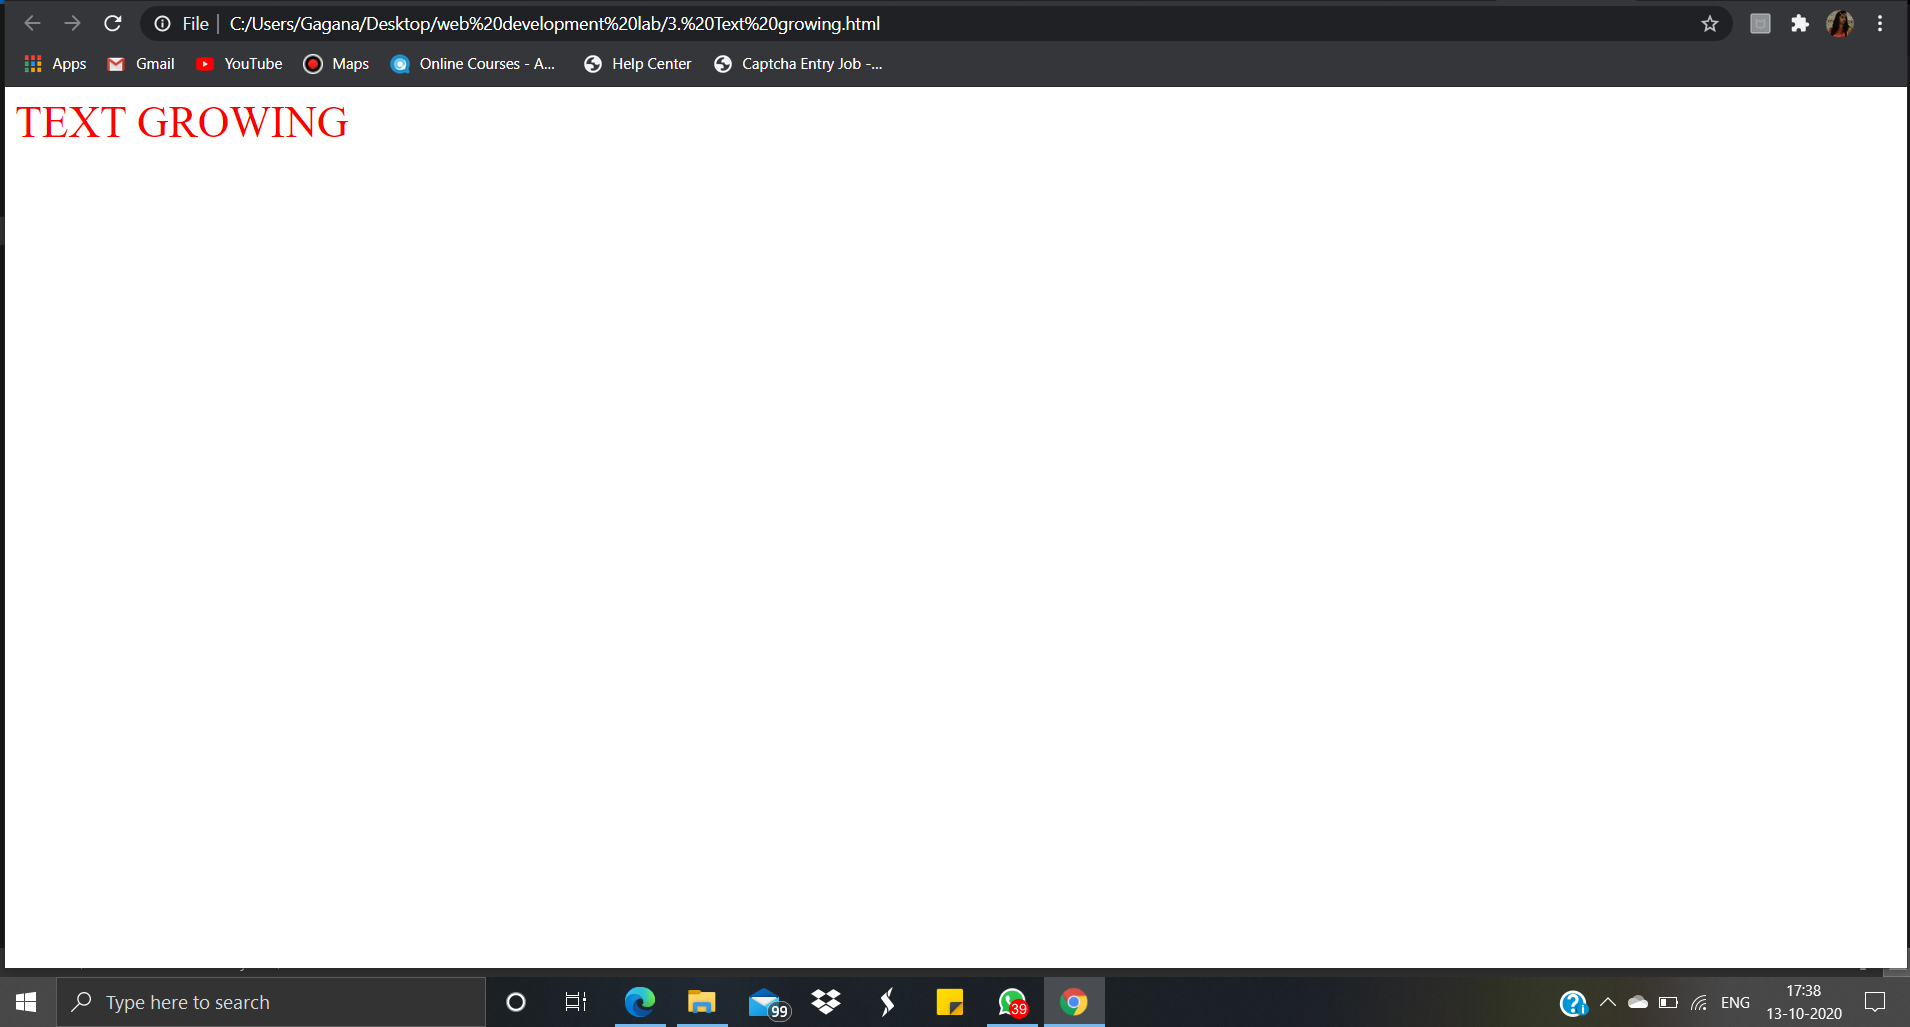 File | C:/Users/Gagana/Desktop/web%20development%20lab/3.%20Text%20growing.html
Apps Gmail YouTube Maps Online Courses - A... Help Center Captcha Entry Job -...
TEXT GROWING
Type here to search 99 39 ENG 17:38
13-10-2020